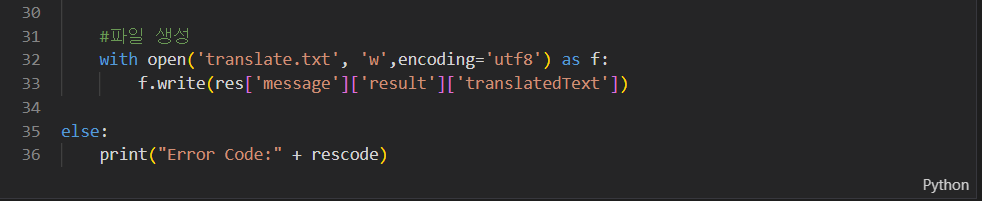 30
31 #파일 생성
32 with open('translate.txt', 'w',encoding='utf8') as f:
33 f.write(res['message']['result']['translatedText'])
34
35 else:
36 print("Error Code:" + rescode)
Python